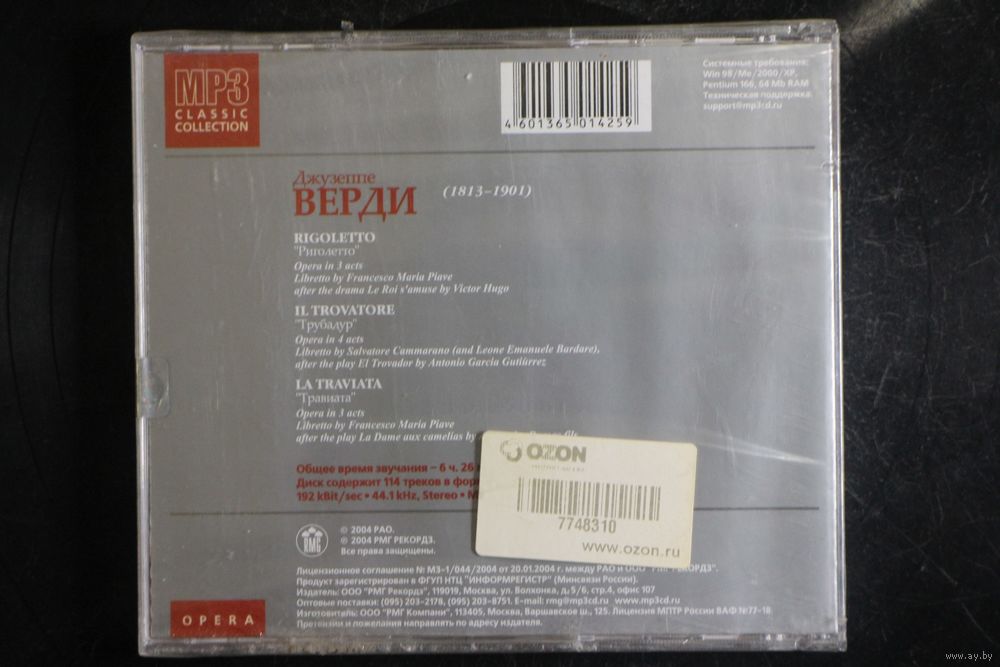 MP3
CLASSIC
COLLECTION
4 601365 014259
Системные требования:
Win 98/Me/2000/XP,
Pentium 166, 64 Mb RAM
Техническая поддержка:
support@mp3cd.ru
Джузеппе
ВЕРДИ
(1813–1901)
RIGOLETTO
"Риголетто"
Opera in 3 acts
Libretto by Francesco Maria Piave
after the drama Le Roi s'amuse by Victor Hugo
IL TROVATORE
"Трубадур"
Opera in 4 acts
Libretto by Salvatore Cammarano (and Leone Emanuele Bardare),
after the play El Trovador by Antonio Garcia Gutiúrrez
LA TRAVIATA
"Травиата"
Opera in 3 acts
Libretto by Francesco Maria Piave
after the play La Dame aux camelias by
Общее время звучания – 6 ч. 26
Диск содержит 114 треков в
192 kBit/sec • 44.1 kHz, Stereo •
OZON
7748310
www.ozon.ru
RMG
© 2004 РАО.
® 2004 РМГ РЕКОРДЗ.
Все права защищены.
Лицензионное соглашение № МЗ-1/044/2004 от 20.01.2004 г. между РАО и ООО "РМГ РЕКОРДЗ".
Продукт зарегистрирован в ФГУП НТЦ "ИНФОРМРЕГИСТР" (Минсвязи России).
Издатель: ООО "РМГ Рекордз", 119019, Москва, ул. Волхонка, д.5/6, стр.4, офис 107
Оптовые поставки: (095) 203-2178, (095) 203-8751. E-mail: rmg@rmg.ru www.mp3cd.ru
Изготовитель: ООО "РМГ Компани", 113405, Москва, Варшавское ш., 125. Лицензия МПТР России ВАФ №77-18
Претензии и пожелания направлять по адресу издателя.
OPERA
www.ay.by